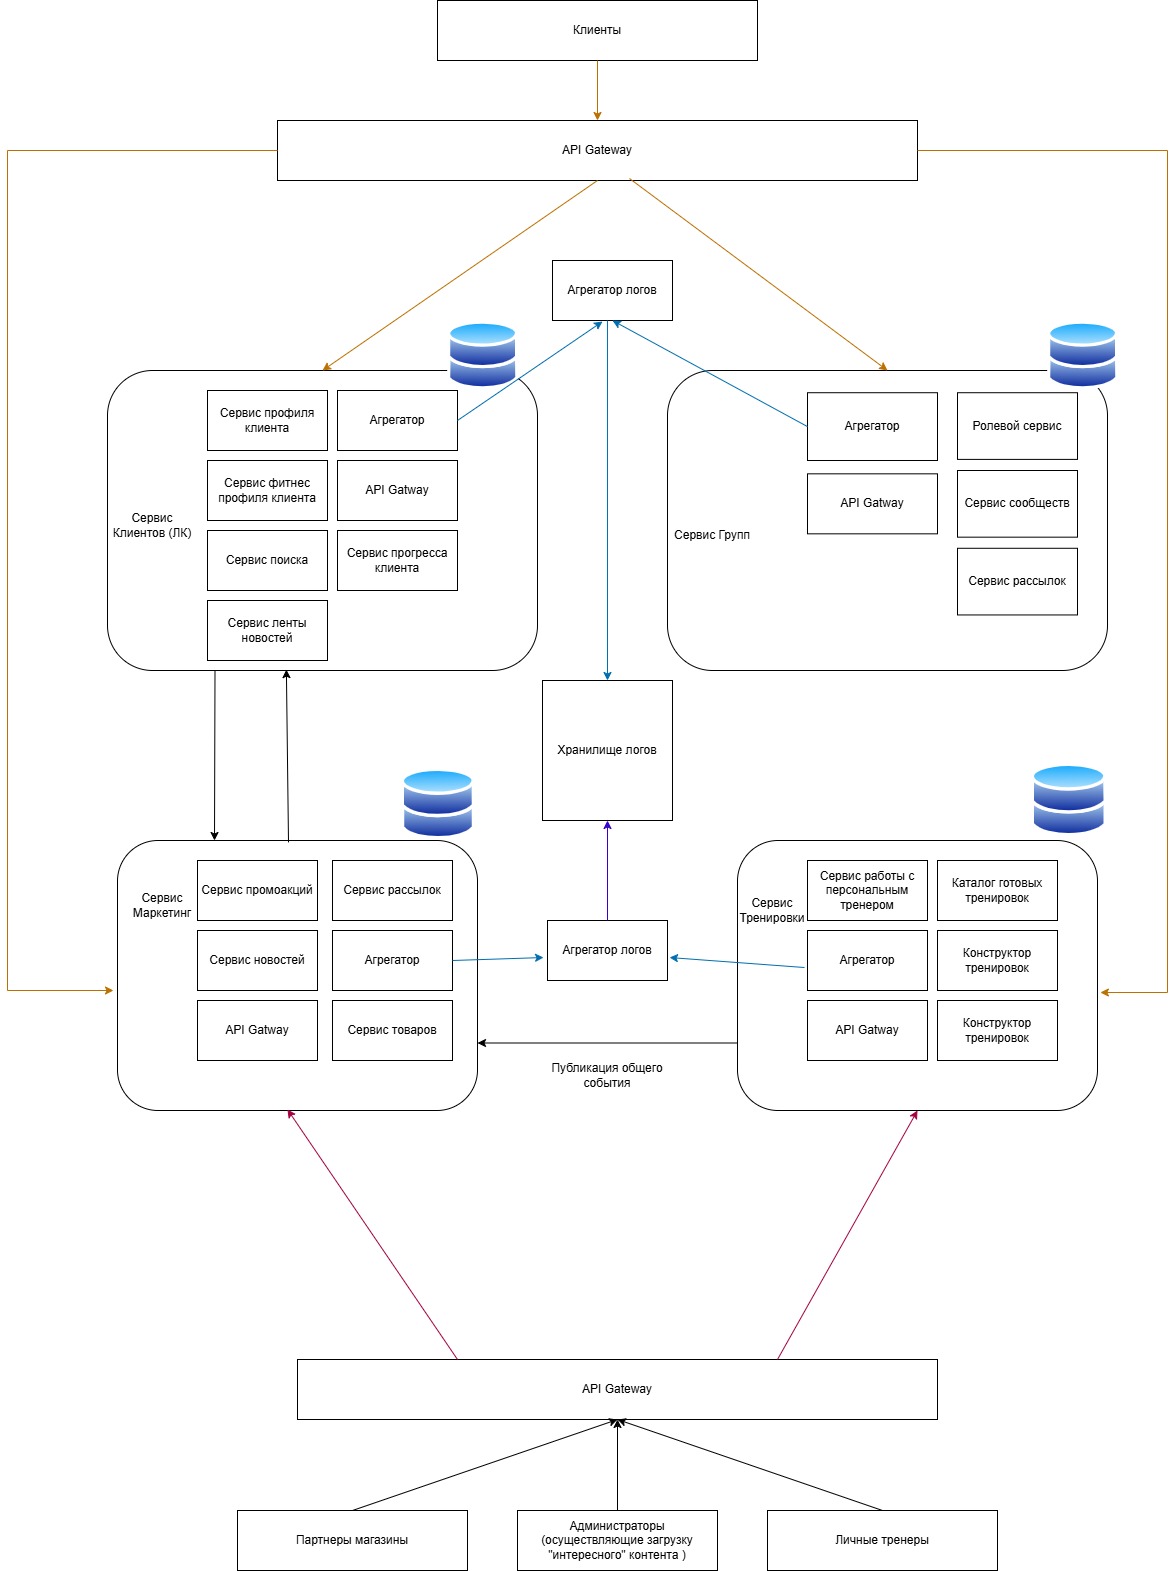 Клиенты
API Gateway
Агрегатор логов
Сервис профиля
клиента
Агрегатор
Сервис фитнес
профиля клиента
API Gatway
Сервис
Клиентов (ЛК)
Сервис поиска
Сервис прогресса
клиента
Сервис ленты
новостей
Агрегатор
Ролевой сервис
API Gatway
Сервис сообществ
Сервис Групп
Сервис рассылок
Хранилище логов
Сервис
Маркетинг
Сервис промоакций
Сервис рассылок
Сервис новостей
Агрегатор
API Gatway
Сервис товаров
Агрегатор логов
Сервис
Тренировки
Сервис работы с
персональным
тренером
Каталог готовых
тренировок
Агрегатор
Конструктор
тренировок
API Gatway
Конструктор
тренировок
Публикация общего
события
API Gateway
Партнеры магазины
Администраторы
(осуществляющие загрузку
"интересного" контента )
Личные тренеры